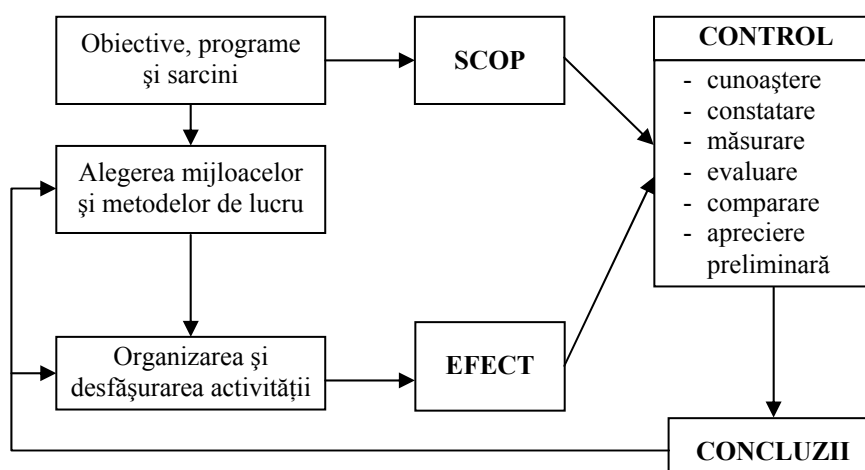 Obiective, programe
şi sarcini
SCOP
CONTROL
- cunoaştere
- constatare
- măsurare
- evaluare
- comparare
- apreciere
preliminară
Alegerea mijloacelor
şi metodelor de lucru
Organizarea şi
desfăşurarea activității
EFECT
CONCLUZII